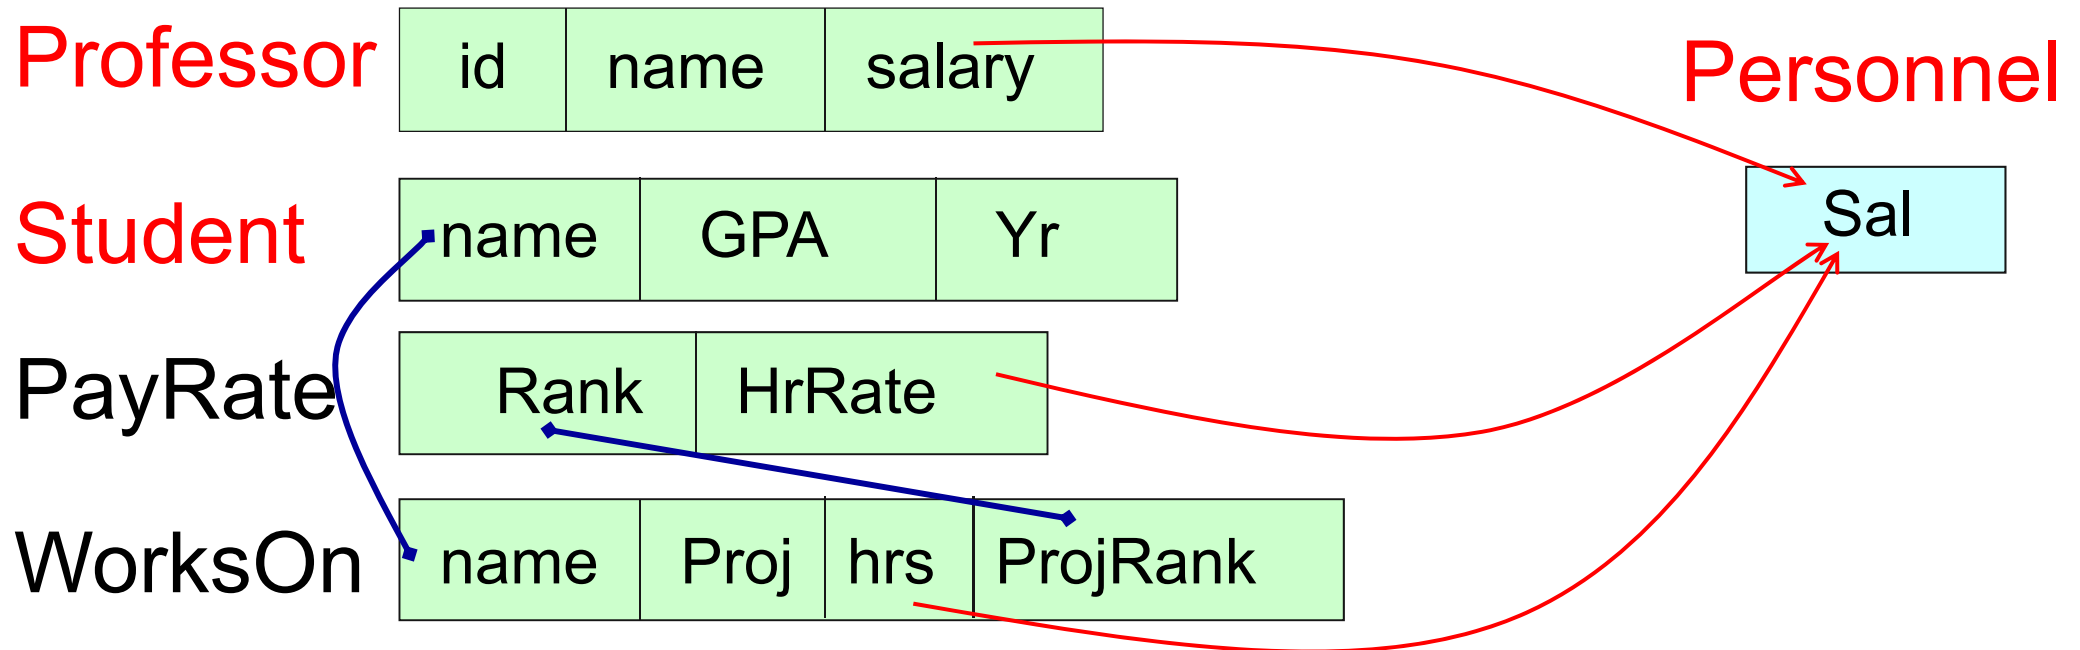 Professor id name salary Personnel
Student name GPA Yr Sal
PayRate Rank HrRate
WorksOn name Proj hrs ProjRank